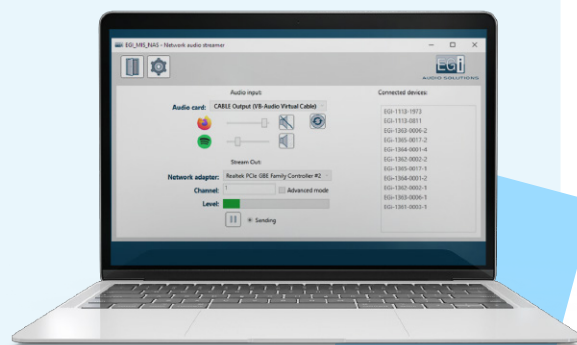 EGI_MIS_NAS - Network audio streamer
EGi
AUDIO SOLUTIONS
Audio input:
Connected devices:
Audio card: CABLE Output (VB-Audio Virtual Cable)
EGI-1113-1973
EGI-1113-0811
EGI-1363-0006-2
EGI-1365-0017-2
EGI-1364-0001-4
EGI-1362-0002-2
EGI-1365-0017-1
EGI-1364-0001-2
EGI-1362-0002-1
EGI-1363-0006-1
EGI-1361-0003-1
Stream Out:
Network adapter: Realtek PCIe GBE Family Controller #2
Channel: 1 Advanced mode
Level:
Sending